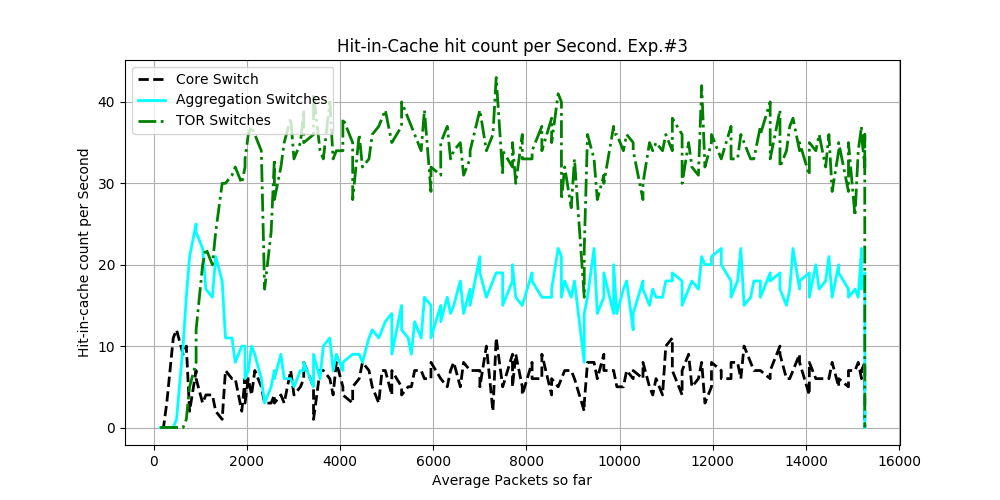 Hit-in-Cache hit count per Second. Exp.#3
Core Switch
Aggregation Switches
TOR Switches
Hit-in-cache count per Second
40
30
20
10
0
0 2000 4000 6000 8000 10000 12000 14000 16000
Average Packets so far